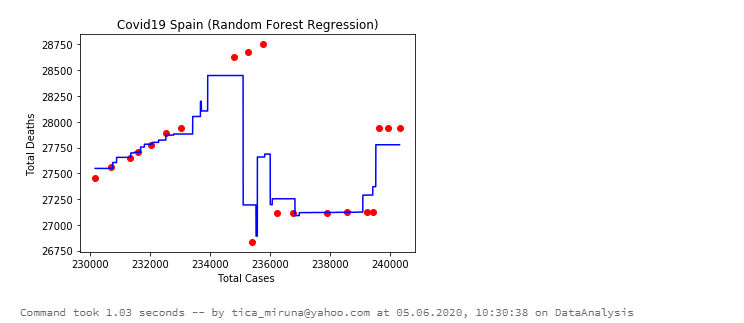 Covid19 Spain (Random Forest Regression)
28750
28500
28250
28000
27750
27500
27250
27000
26750
Total Deaths
230000 232000 234000 236000 238000 240000
Total Cases
Command took 1.03 seconds -- by tica_miruna@yahoo.com at 05.06.2020, 10:30:38 on DataAnalysis